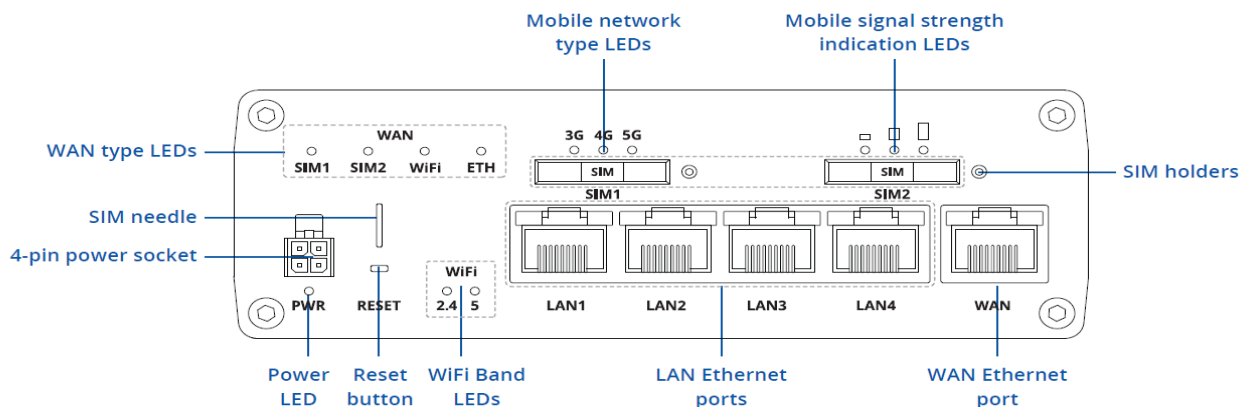 Mobile network
type LEDs
Mobile signal strength
indication LEDs
WAN
3G 4G 5G
WAN type LEDs
SIM1 SIM2 WiFi ETH
SIM
SIM
SIM holders
SIM1
SIM2
SIM needle
4-pin power socket
WiFi
PWR
RESET
2.4 5
LAN1
LAN2
LAN3
LAN4
WAN
Power
LED
Reset
button
WiFi Band
LEDs
LAN Ethernet
ports
WAN Ethernet
port